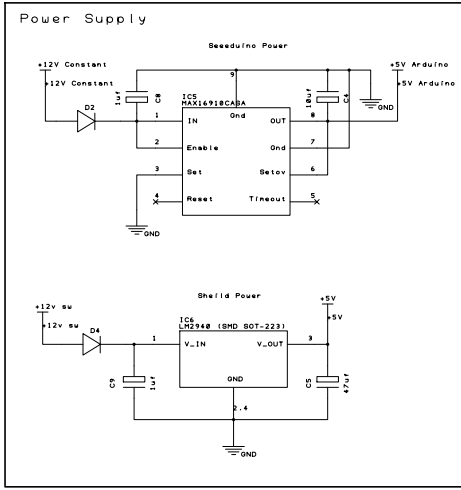 Power Supply
Seeeduino Power
+12V Constant
+12V Constant
+5V Arduino
+5V Arduino
9
1uf
C8
IC5
MAX16910CASA
Gnd
10uf
C4
GND
D2
1
IN
OUT
8
2
Enable
Gnd
7
3
Set
Setov
6
4
Reset
Timeout
5
GND
Sheild Power
+12v sw
+12v sw
+5V
+5V
D4
IC6
LM2940 (SMD SOT-223)
1
V_IN
V_OUT
3
C9
1uf
GND
C5
47uf
2,4
GND